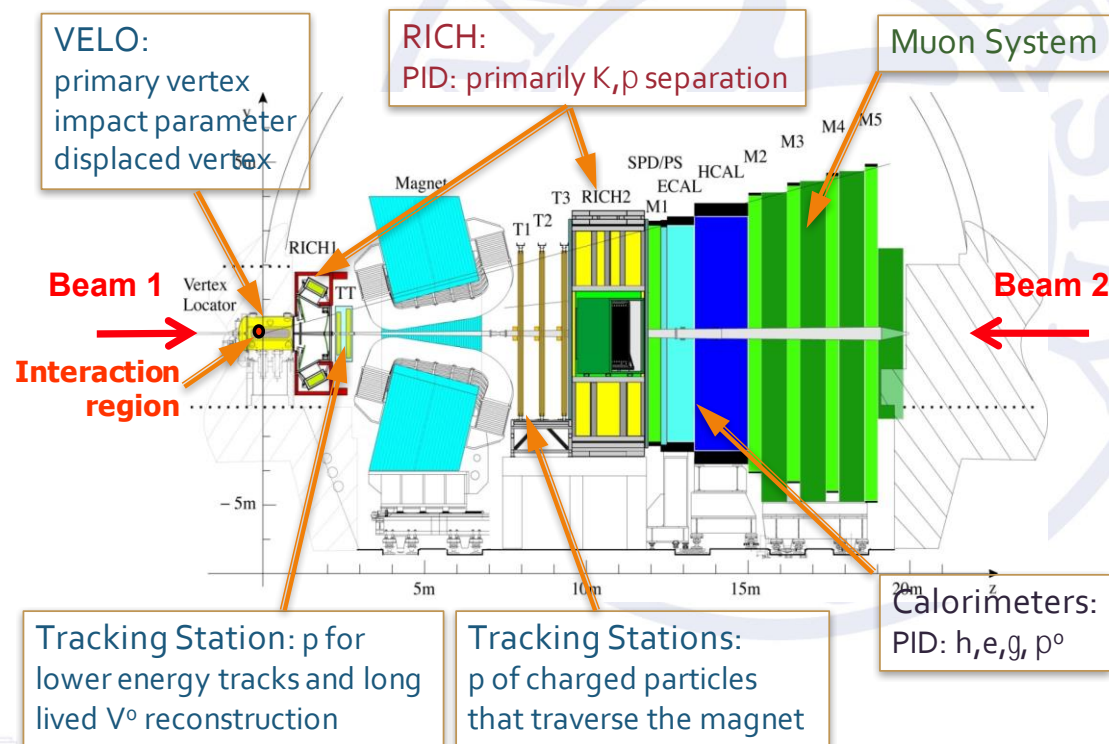 VELO:
primary vertex
impact parameter
displaced vertex
RICH:
PID: primarily K,p separation
Muon System
y
5m
Magnet
SPD/PS
ECAL
HCAL
M1
M2
M3
M4
M5
T1
T2
T3
RICH2
RICH1
TT
Vertex
Locator
Beam 1
Beam 2
Interaction
region
– 5m
5m
10m
15m
20m
z
Calorimeters:
PID: h,e,g, pº
Tracking Station: p for
lower energy tracks and long
lived Vº reconstruction
Tracking Stations:
p of charged particles
that traverse the magnet